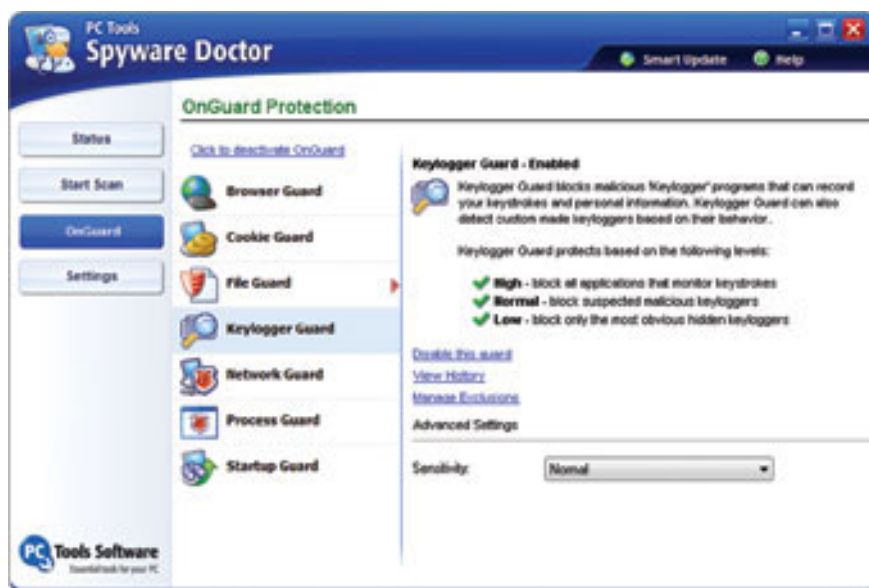 PC Tools
Spyware Doctor
Smart Update
Help
Status
Start Scan
OnGuard
Settings
PC Tools Software
Essential tools for your PC
OnGuard Protection
Click to deactivate OnGuard
Browser Guard
Cookie Guard
File Guard
Keylogger Guard
Network Guard
Process Guard
Startup Guard
Keylogger Guard - Enabled
Keylogger Guard blocks malicious 'Keylogger' programs that can record
your keystrokes and personal information. Keylogger Guard can also
detect custom made keyloggers based on their behavior.
Keylogger Guard protects based on the following levels:
High - block all applications that monitor keystrokes
Normal - block suspected malicious keyloggers
Low - block only the most obvious hidden keyloggers
Disable this guard
View History
Manage Exclusions
Advanced Settings
Sensitivity:
Normal